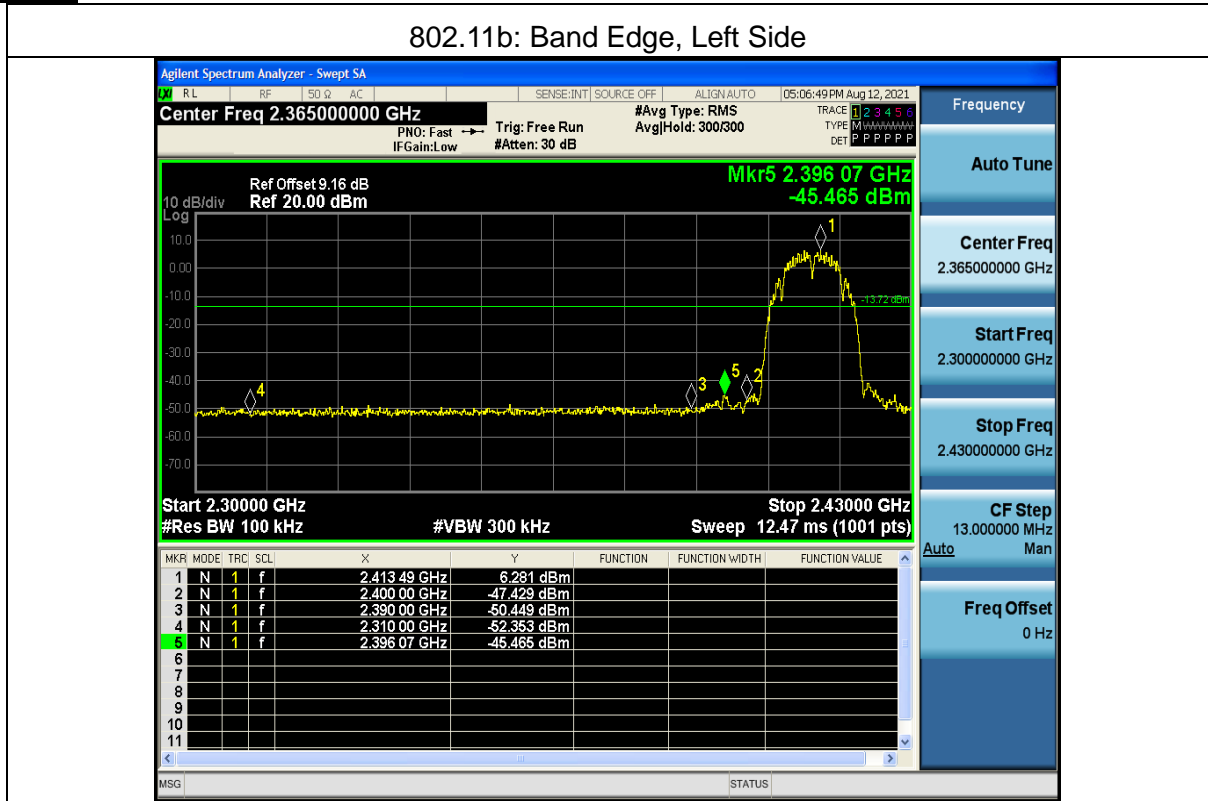 802.11b: Band Edge, Left Side
Agilent Spectrum Analyzer - Swept SA
LXI RL RF 50 Ω AC SENSE:INT SOURCE OFF ALIGN AUTO 05:06:49 PM Aug 12, 2021
Center Freq 2.365000000 GHz
PNO: Fast
IFGain:Low
Trig: Free Run
#Atten: 30 dB
#Avg Type: RMS
Avg|Hold: 300/300
TRACE 1 2 3 4 5 6
TYPE MWWWWW
DET P P P P P P
Mkr5 2.396 07 GHz
-45.465 dBm
Ref Offset 9.16 dB
10 dB/div Ref 20.00 dBm
Log
10.0
0.00
-10.0
-20.0
-30.0
-40.0
-50.0
-60.0
-70.0
1
-13.72 dBm
2
3
4
5
Start 2.30000 GHz Stop 2.43000 GHz
#Res BW 100 kHz #VBW 300 kHz Sweep 12.47 ms (1001 pts)
MKR MODE TRC SCL X Y FUNCTION FUNCTION WIDTH FUNCTION VALUE
1 N 1 f 2.413 49 GHz 6.281 dBm
2 N 1 f 2.400 00 GHz -47.429 dBm
3 N 1 f 2.390 00 GHz -50.449 dBm
4 N 1 f 2.310 00 GHz -52.353 dBm
5 N 1 f 2.396 07 GHz -45.465 dBm
6
7
8
9
10
11
MSG STATUS
Frequency
Auto Tune
Center Freq
2.365000000 GHz
Start Freq
2.300000000 GHz
Stop Freq
2.430000000 GHz
CF Step
13.000000 MHz
Auto Man
Freq Offset
0 Hz